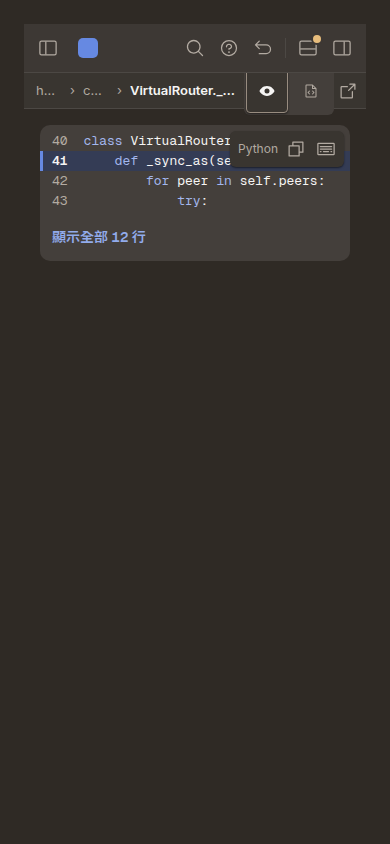 h... › c... › VirtualRouter._...
Python
40 class VirtualRouter
41 def _sync_as(se
42 for peer in self.peers:
43 try:
顯示全部 12 行